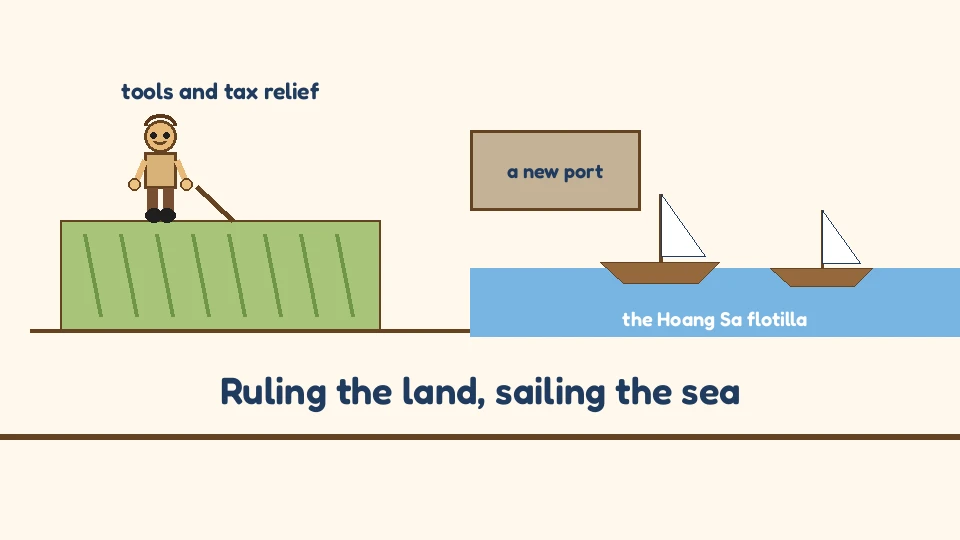 tools and tax relief
a new port
the Hoang Sa flotilla
Ruling the land, sailing the sea